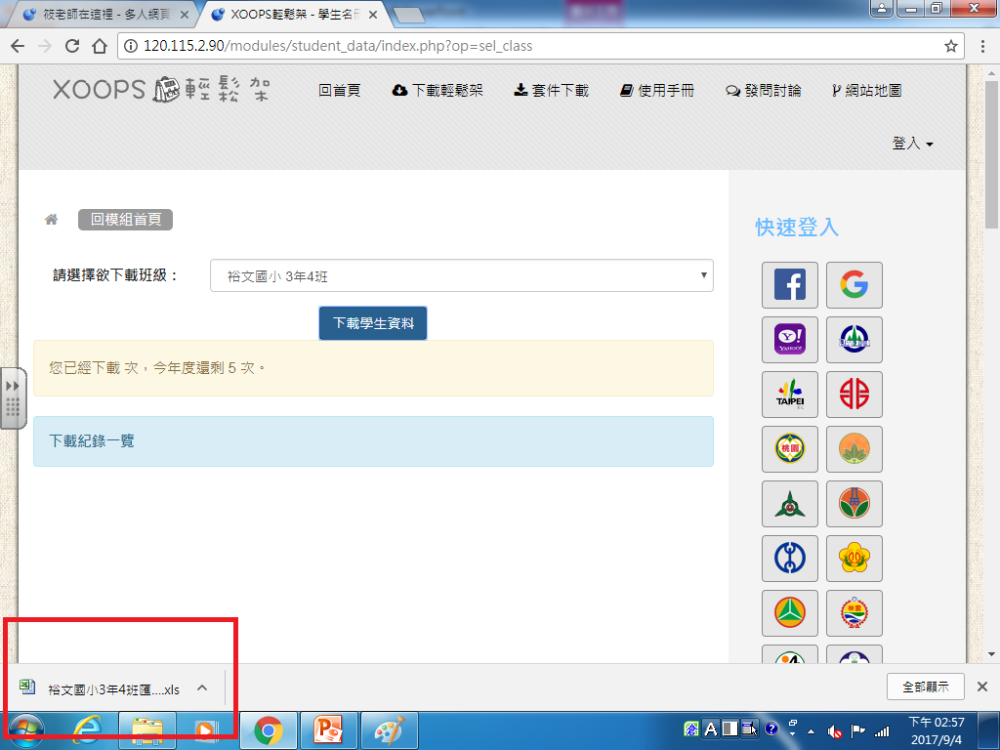 筱老師在這裡 - 多人網頁
XOOPS輕鬆架 - 學生名冊
120.115.2.90/modules/student_data/index.php?op=sel_class
XOOPS 輕鬆架
回首頁
下載輕鬆架
套件下載
使用手冊
發問討論
網站地圖
登入
回模組首頁
快速登入
請選擇欲下載班級：
裕文國小 3年4班
下載學生資料
您已經下載 次，今年度還剩 5 次。
下載紀錄一覽
YAHOO!
TAIPEI
桃園
林雲
裕文國小3年4班匯....xls
全部顯示
A
下午 02:57
2017/9/4